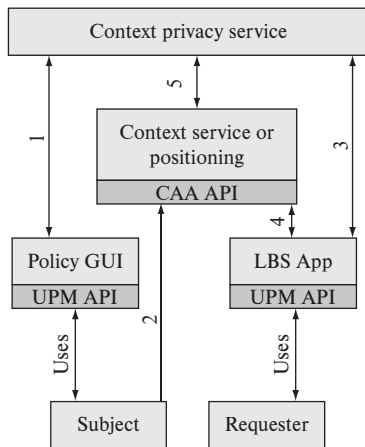 Context privacy service
1
5
3
Context service or
positioning
CAA API
4
Policy GUI
LBS App
UPM API
UPM API
2
Uses
Uses
Subject
Requester